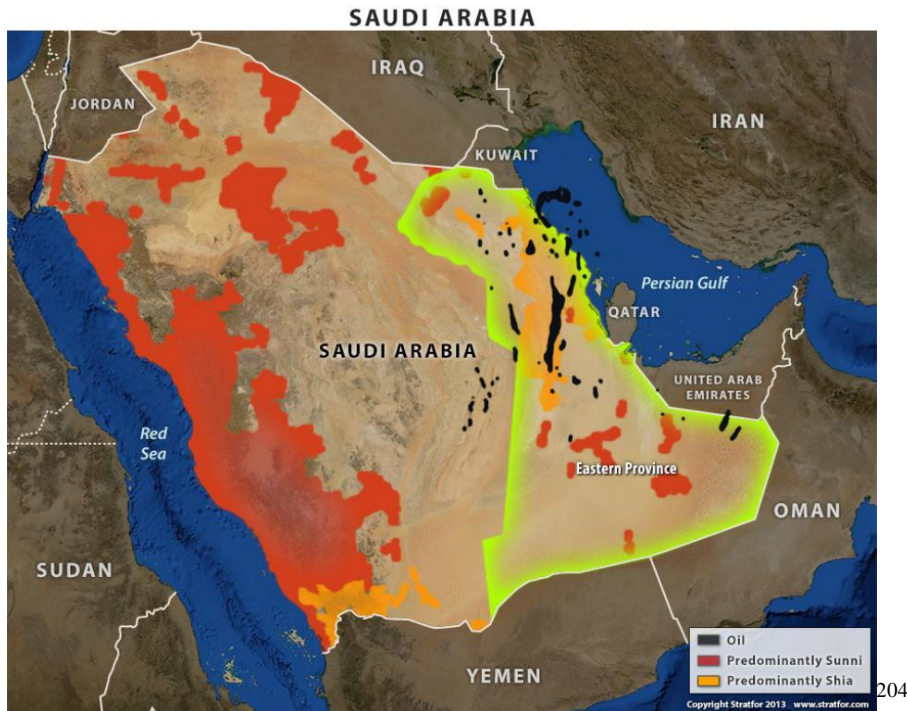 SAUDI ARABIA
IRAQ
JORDAN
IRAN
KUWAIT
Persian Gulf
QATAR
SAUDI ARABIA
UNITED ARAB
EMIRATES
Red
Sea
Eastern Province
OMAN
SUDAN
YEMEN
Oil
Predominantly Sunni
Predominantly Shia
204
Copyright Stratfor 2013 www.stratfor.com